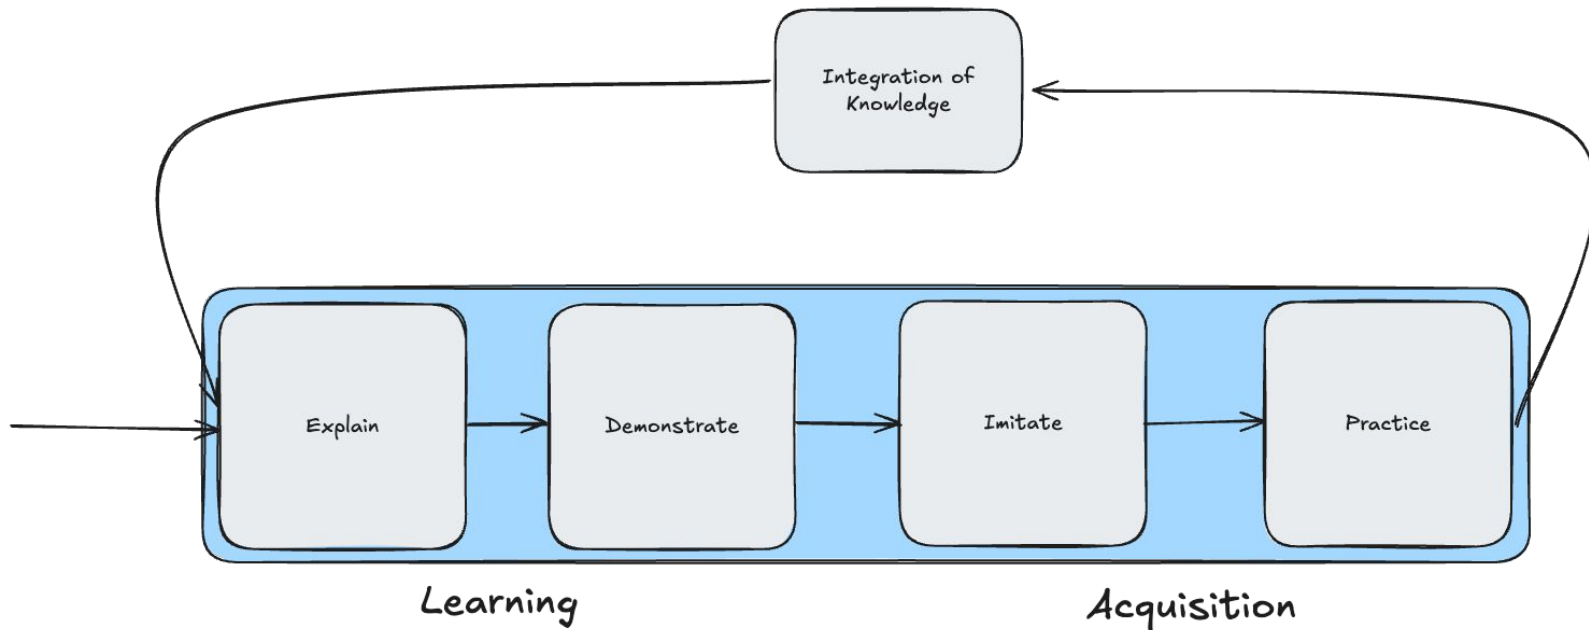 Integration of
Knowledge
Explain
Demonstrate
Imitate
Practice
Learning
Acquisition